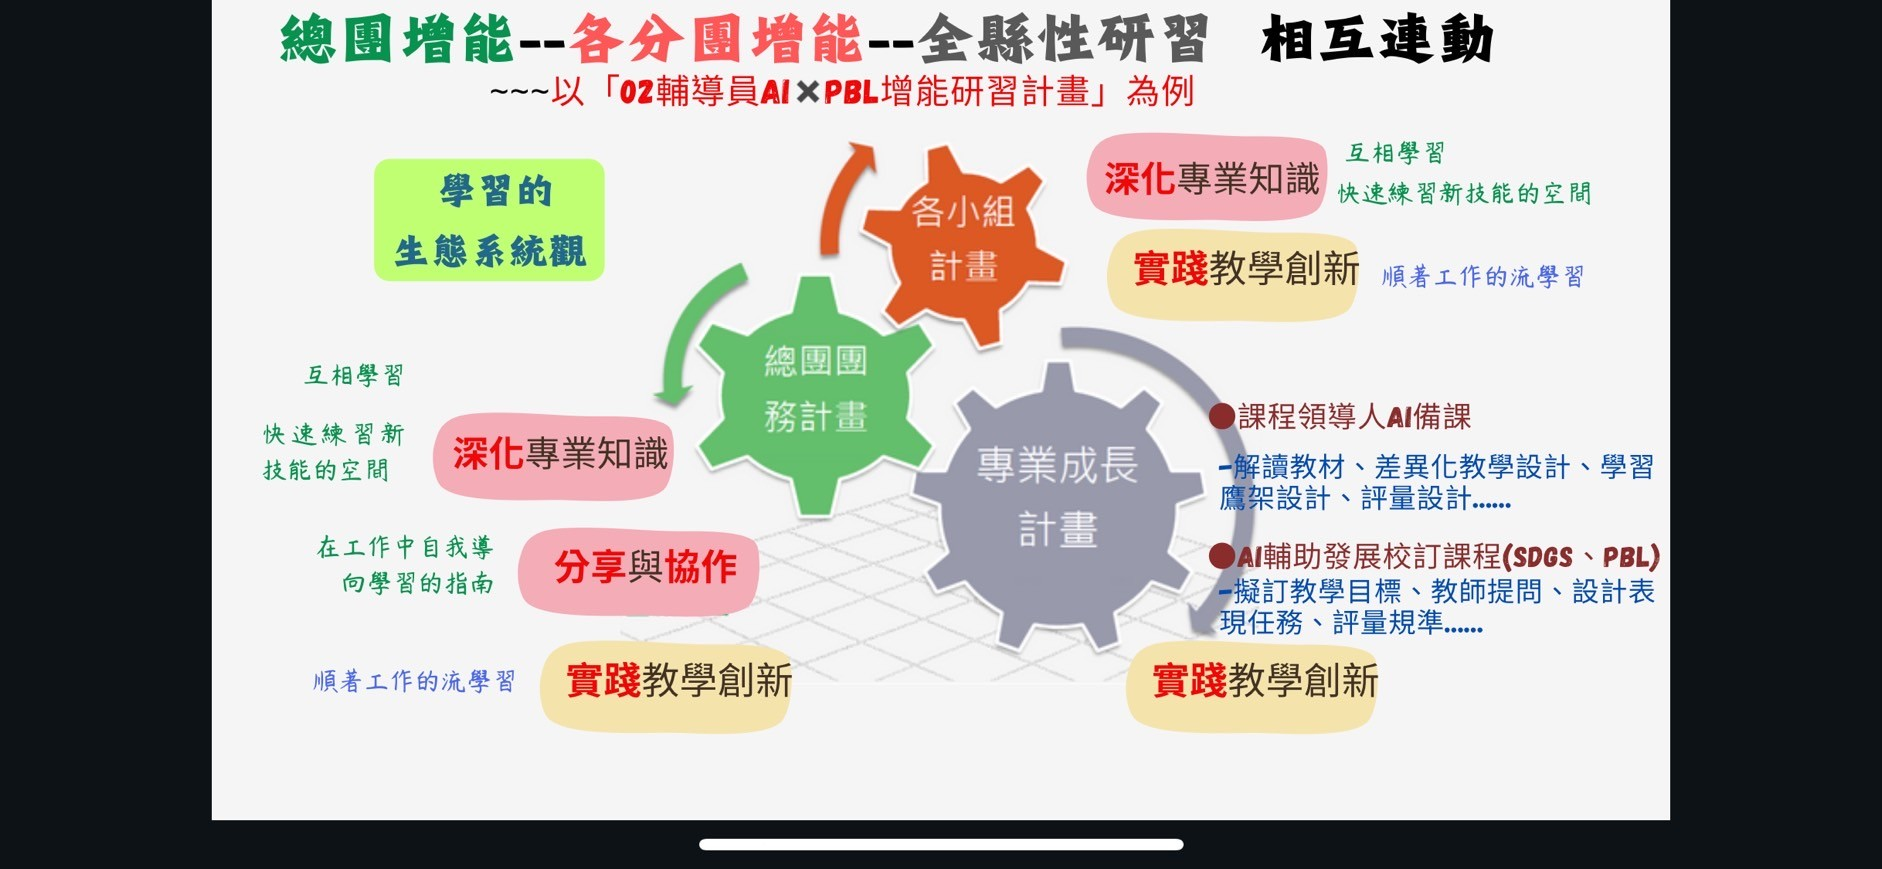 總團增能--各分團增能--全縣性研習 相互連動
~~~以「02輔導員AI✖PBL增能研習計畫」為例
學習的
生態系統觀
各小組
計畫
深化專業知識
互相學習
快速練習新技能的空間
實踐教學創新
順著工作的流學習
總團團
務計畫
互相學習
快速練習新
技能的空間
深化專業知識
在工作中自我導
向學習的指南
分享與協作
順著工作的流學習
實踐教學創新
專業成長
計畫
●課程領導人AI備課
-解讀教材、差異化教學設計、學習
鷹架設計、評量設計......
●AI輔助發展校訂課程(SDGS、PBL)
-擬訂教學目標、教師提問、設計表
現任務、評量規準......
實踐教學創新